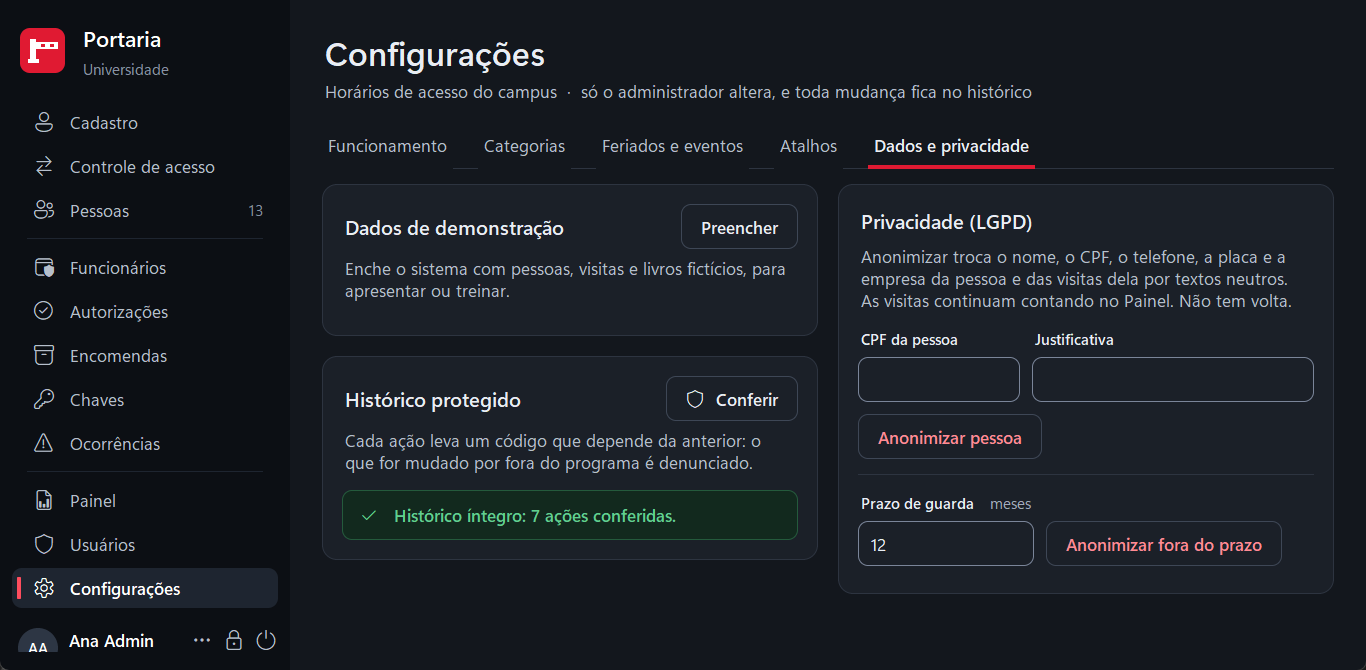 Portaria
Universidade
Cadastro
Controle de acesso
Pessoas 13
Funcionários
Autorizações
Encomendas
Chaves
Ocorrências
Painel
Usuários
Configurações
AA Ana Admin ···
Configurações
Horários de acesso do campus · só o administrador altera, e toda mudança fica no histórico
Funcionamento Categorias Feriados e eventos Atalhos Dados e privacidade
Dados de demonstração Preencher
Enche o sistema com pessoas, visitas e livros fictícios, para
apresentar ou treinar.
Histórico protegido Conferir
Cada ação leva um código que depende da anterior: o
que for mudado por fora do programa é denunciado.
Histórico íntegro: 7 ações conferidas.
Privacidade (LGPD)
Anonimizar troca o nome, o CPF, o telefone, a placa e a
empresa da pessoa e das visitas dela por textos neutros.
As visitas continuam contando no Painel. Não tem volta.
CPF da pessoa Justificativa
Anonimizar pessoa
Prazo de guarda meses
12 Anonimizar fora do prazo